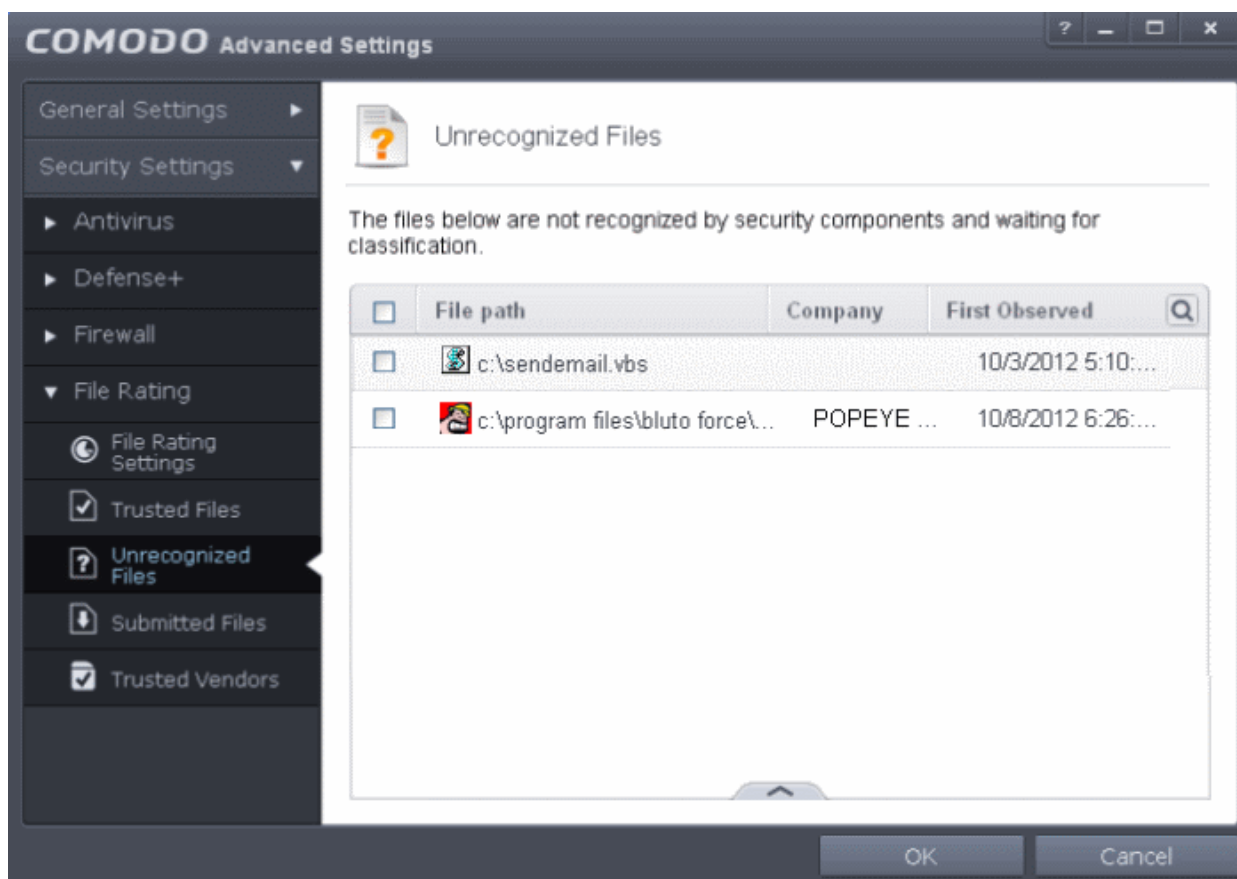 COMODO Advanced Settings
?
General Settings
Security Settings
Antivirus
Defense+
Firewall
File Rating
File Rating
Settings
Trusted Files
Unrecognized
Files
Submitted Files
Trusted Vendors
Unrecognized Files
The files below are not recognized by security components and waiting for
classification.
File path Company First Observed
c:\sendemail.vbs 10/3/2012 5:10:...
c:\program files\bluto force\... POPEYE ... 10/8/2012 6:26:...
OK Cancel